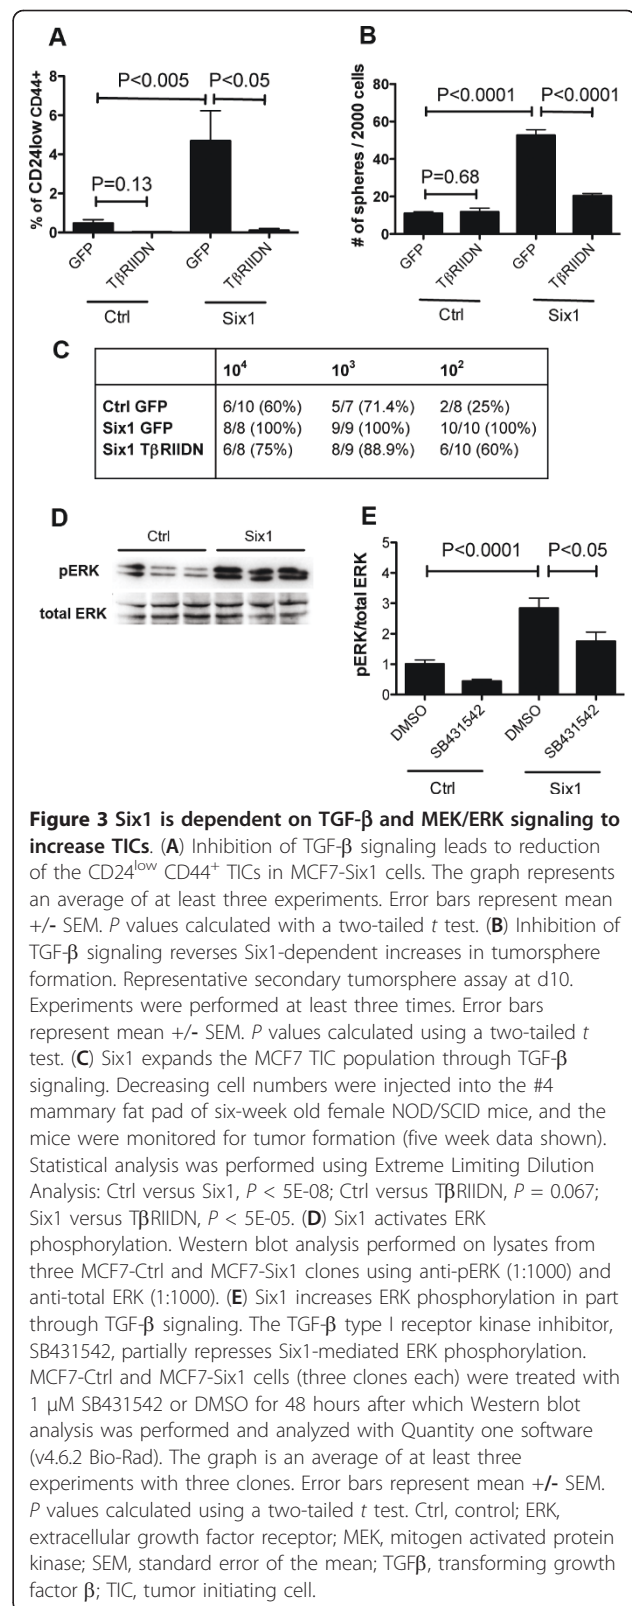 A
% of CD24low CD44+
8
6
4
2
0
P<0.005
P<0.05
P=0.13
GFP
TβRIIDN
GFP
TβRIIDN
Ctrl
Six1
B
# of spheres / 2000 cells
80
60
40
20
0
P<0.0001
P<0.0001
P=0.68
GFP
TβRIIDN
GFP
TβRIIDN
Ctrl
Six1
C
10⁴ 10³ 10²
Ctrl GFP 6/10 (60%) 5/7 (71.4%) 2/8 (25%)
Six1 GFP 8/8 (100%) 9/9 (100%) 10/10 (100%)
Six1 TβRIIDN 6/8 (75%) 8/9 (88.9%) 6/10 (60%)
D
Ctrl Six1
pERK
total ERK
E
pERK/total ERK
5
4
3
2
1
0
P<0.0001
P<0.05
DMSO
SB431542
DMSO
SB431542
Ctrl
Six1
Figure 3 Six1 is dependent on TGF-β and MEK/ERK signaling to
increase TICs. (A) Inhibition of TGF-β signaling leads to reduction
of the CD24ˡᵒʷ CD44⁺ TICs in MCF7-Six1 cells. The graph represents
an average of at least three experiments. Error bars represent mean
+/- SEM. P values calculated with a two-tailed t test. (B) Inhibition of
TGF-β signaling reverses Six1-dependent increases in tumorsphere
formation. Representative secondary tumorsphere assay at d10.
Experiments were performed at least three times. Error bars
represent mean +/- SEM. P values calculated using a two-tailed t
test. (C) Six1 expands the MCF7 TIC population through TGF-β
signaling. Decreasing cell numbers were injected into the #4
mammary fat pad of six-week old female NOD/SCID mice, and the
mice were monitored for tumor formation (five week data shown).
Statistical analysis was performed using Extreme Limiting Dilution
Analysis: Ctrl versus Six1, P < 5E-08; Ctrl versus TβRIIDN, P = 0.067;
Six1 versus TβRIIDN, P < 5E-05. (D) Six1 activates ERK
phosphorylation. Western blot analysis performed on lysates from
three MCF7-Ctrl and MCF7-Six1 clones using anti-pERK (1:1000) and
anti-total ERK (1:1000). (E) Six1 increases ERK phosphorylation in part
through TGF-β signaling. The TGF-β type I receptor kinase inhibitor,
SB431542, partially represses Six1-mediated ERK phosphorylation.
MCF7-Ctrl and MCF7-Six1 cells (three clones each) were treated with
1 μM SB431542 or DMSO for 48 hours after which Western blot
analysis was performed and analyzed with Quantity one software
(v4.6.2 Bio-Rad). The graph is an average of at least three
experiments with three clones. Error bars represent mean +/- SEM.
P values calculated using a two-tailed t test. Ctrl, control; ERK,
extracellular growth factor receptor; MEK, mitogen activated protein
kinase; SEM, standard error of the mean; TGFβ, transforming growth
factor β; TIC, tumor initiating cell.